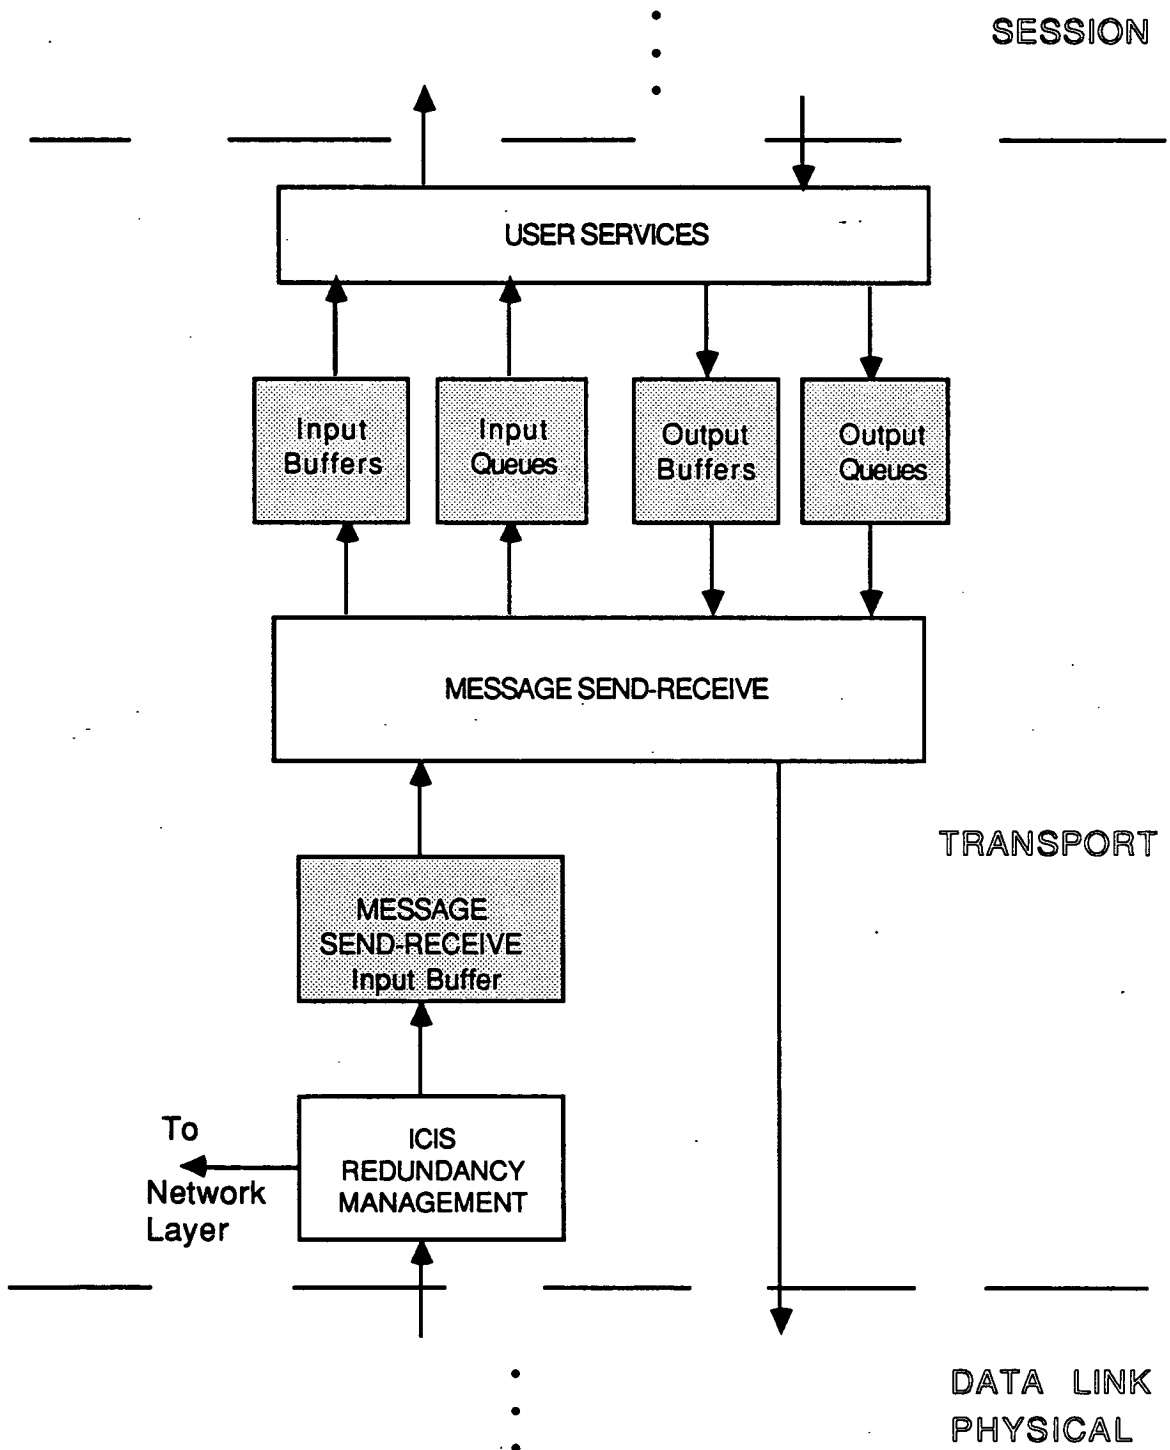 SESSION
USER SERVICES
Input
Buffers
Input
Queues
Output
Buffers
Output
Queues
MESSAGE SEND-RECEIVE
TRANSPORT
MESSAGE
SEND-RECEIVE
Input Buffer
To
Network
Layer
ICIS
REDUNDANCY
MANAGEMENT
DATA LINK
PHYSICAL